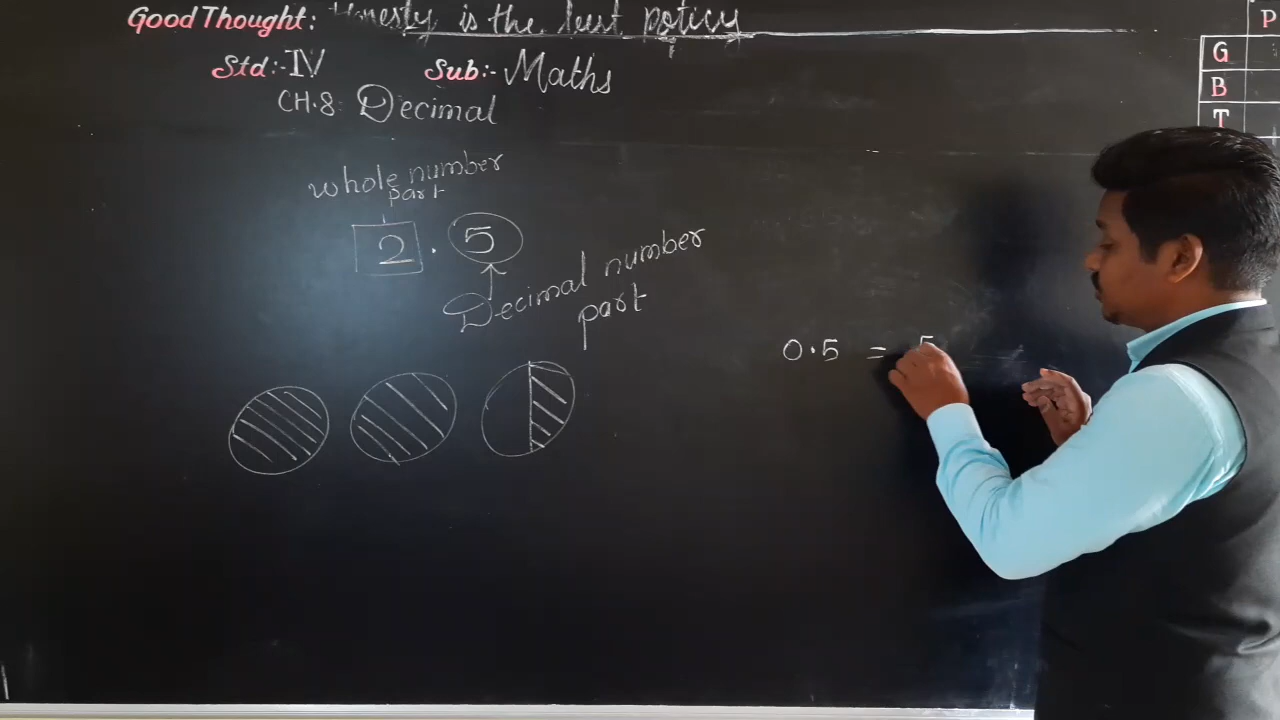 Good Thought: Honesty is the best policy
Std:-IV Sub:- Maths
CH.8: Decimal
whole number
part
2 . 5
Decimal number
part
0.5 = 5
P
G
B
T